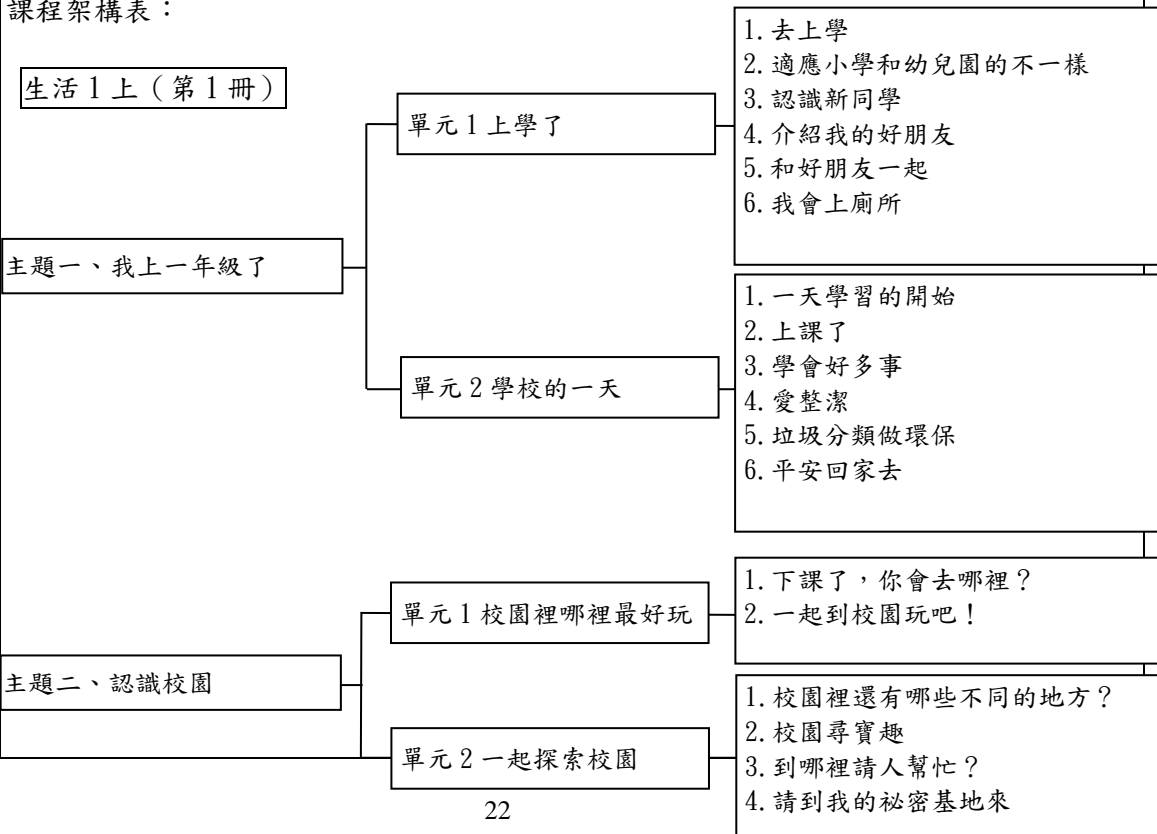 課程架構表：
生活1上（第1冊）
主題一、我上一年級了
單元1上學了
1.去上學
2.適應小學和幼兒園的不一樣
3.認識新同學
4.介紹我的好朋友
5.和好朋友一起
6.我會上廁所
單元2學校的一天
1.一天學習的開始
2.上課了
3.學會好多事
4.愛整潔
5.垃圾分類做環保
6.平安回家去
主題二、認識校園
單元1校園裡哪裡最好玩
1.下課了，你會去哪裡？
2.一起到校園玩吧！
單元2一起探索校園
1.校園裡還有哪些不同的地方？
2.校園尋寶趣
3.到哪裡請人幫忙？
4.請到我的祕密基地來
22